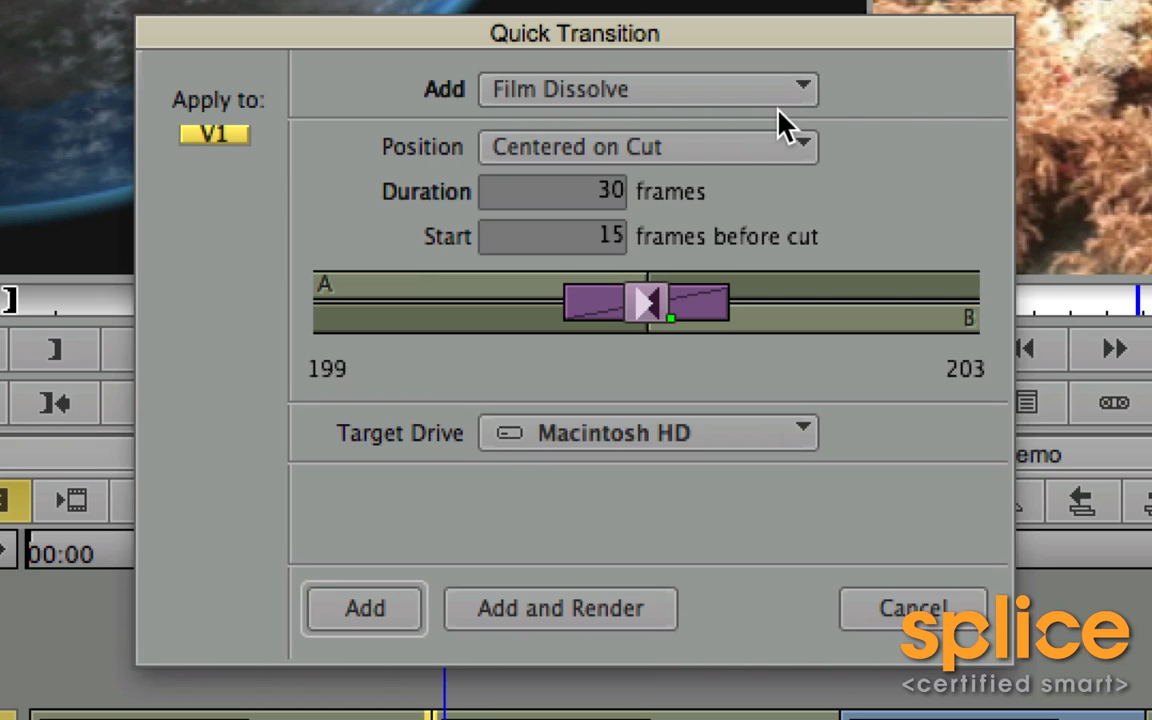 Quick Transition
Apply to:
V1
Add
Film Dissolve
Position
Centered on Cut
Duration
30
frames
Start
15
frames before cut
A
B
199
203
Target Drive
Macintosh HD
emo
00:00
Add
Add and Render
Cancel
splice
<certified smart>